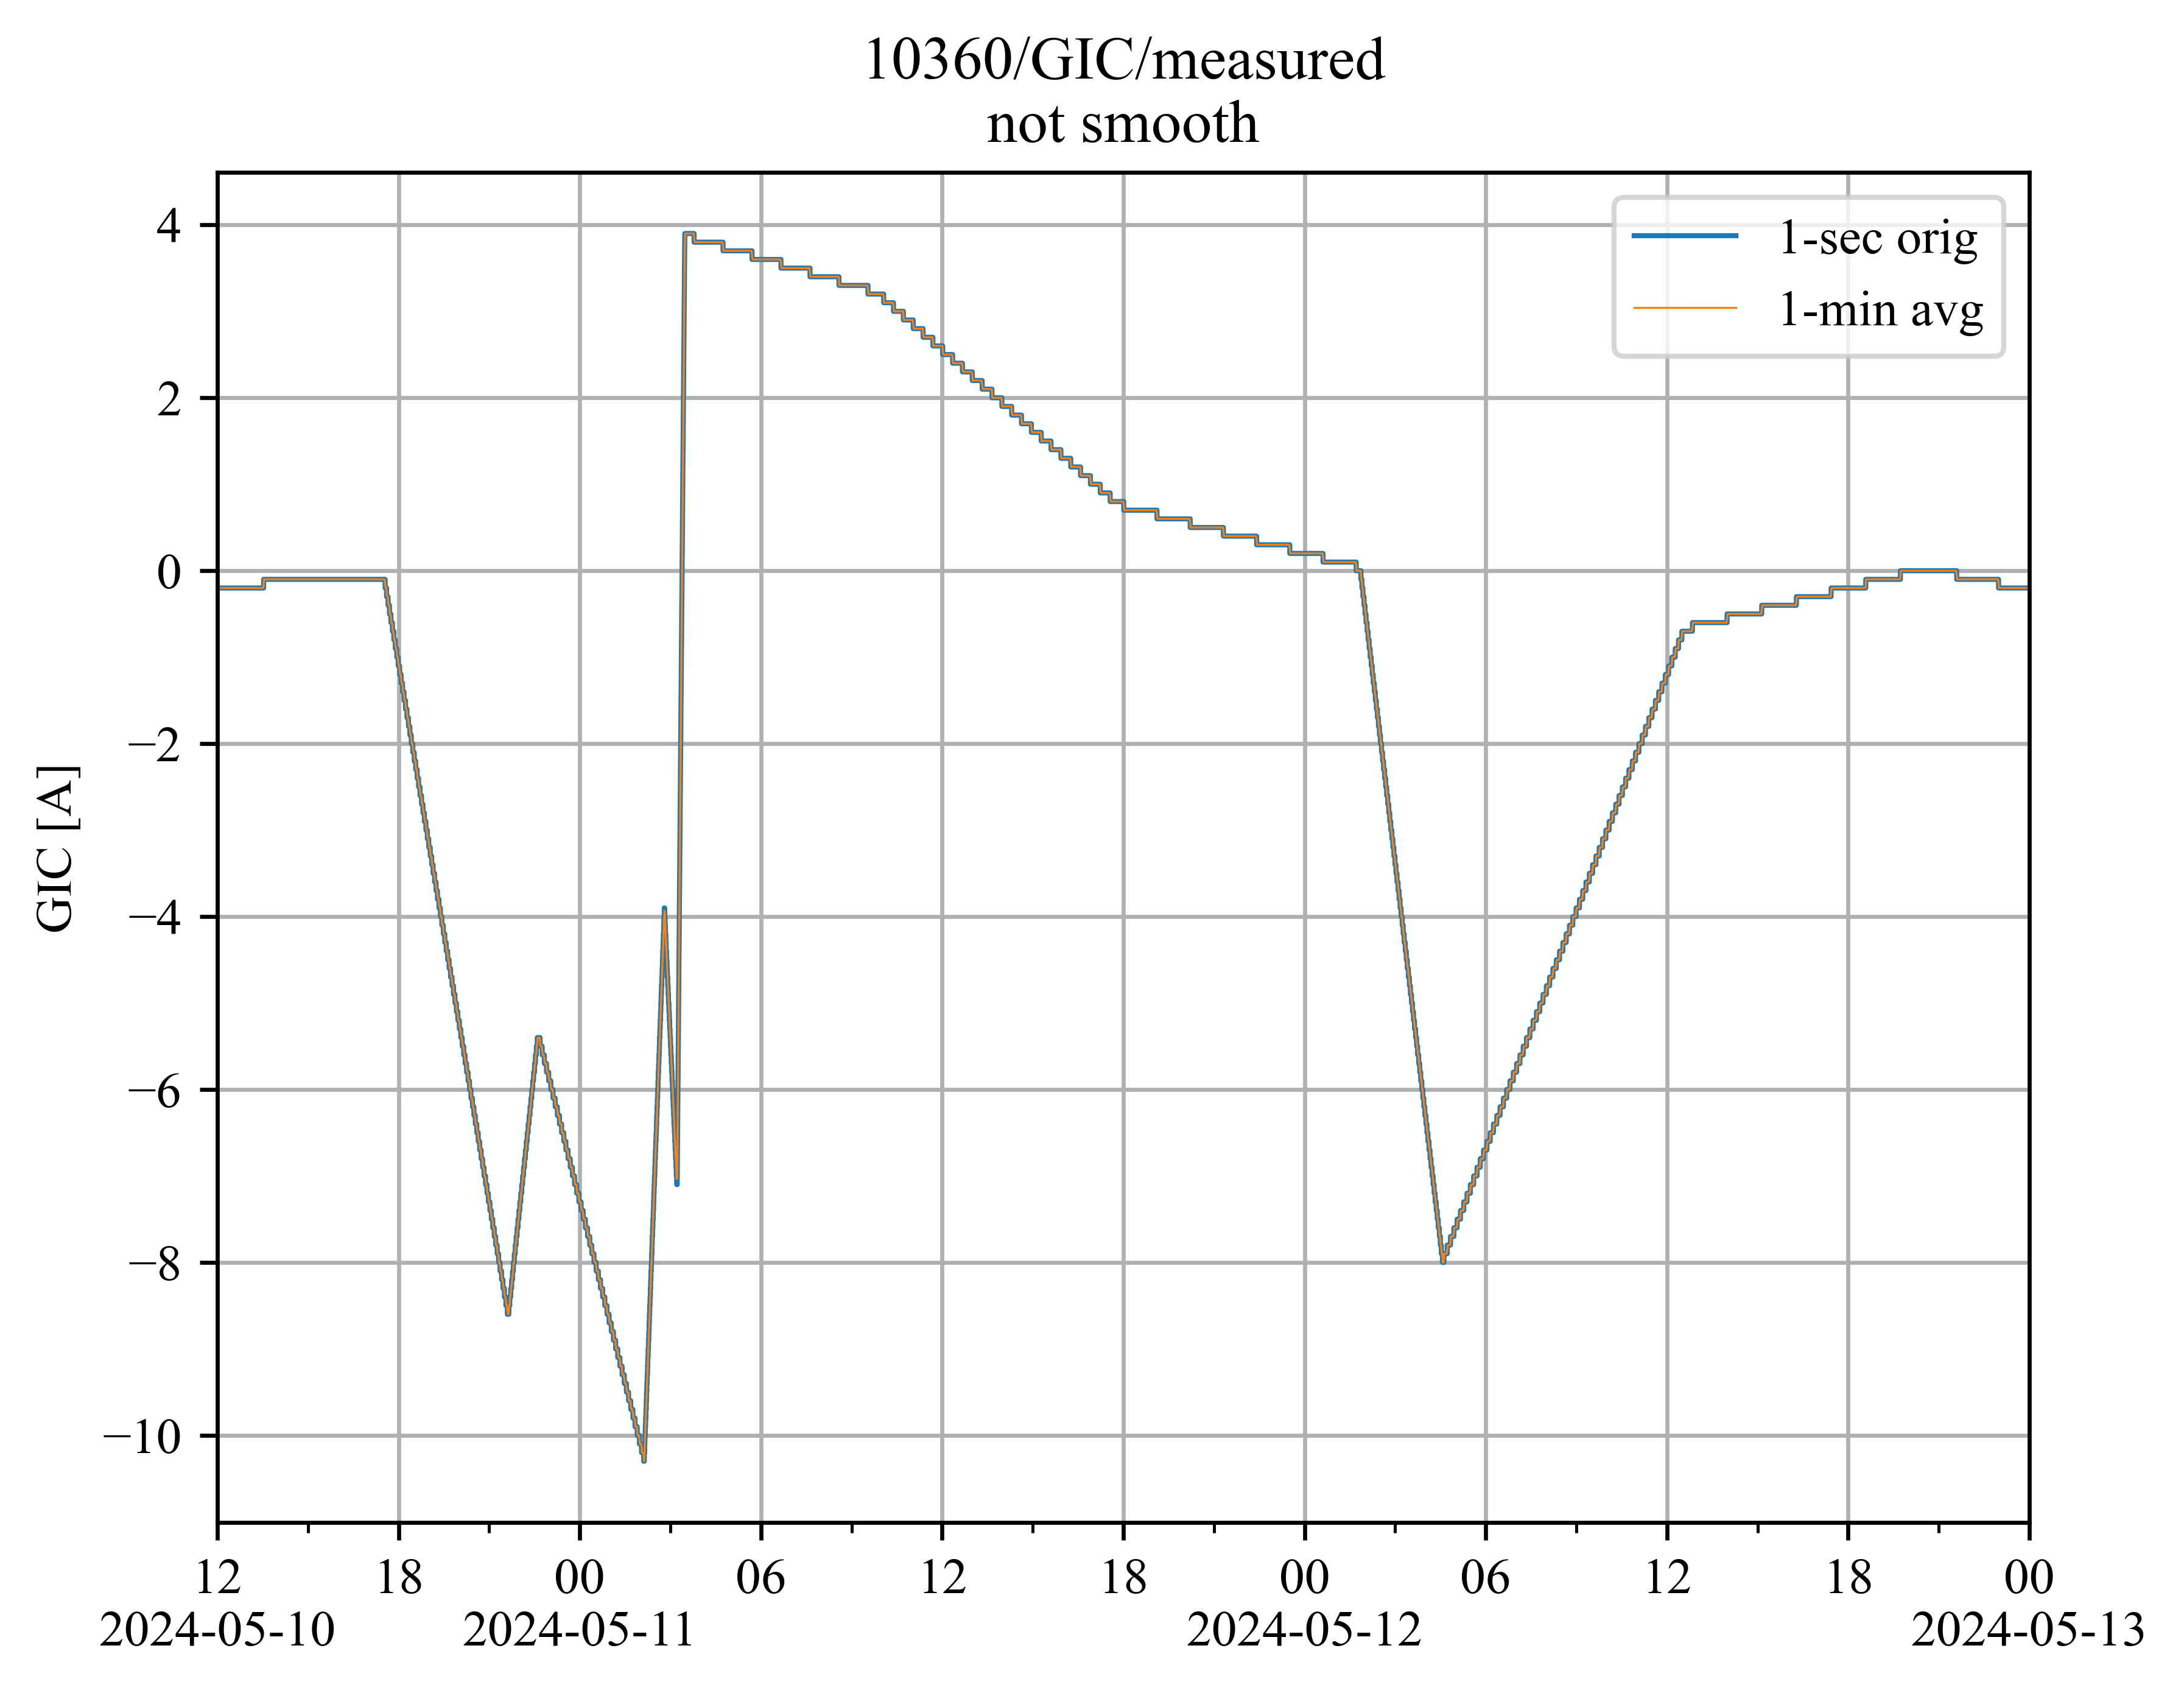 10360/GIC/measured
not smooth
1-sec orig
1-min avg
GIC [A]
4
2
0
−2
−4
−6
−8
−10
12 18 00 06 12 18 00 06 12 18 00
2024-05-10 2024-05-11 2024-05-12 2024-05-13